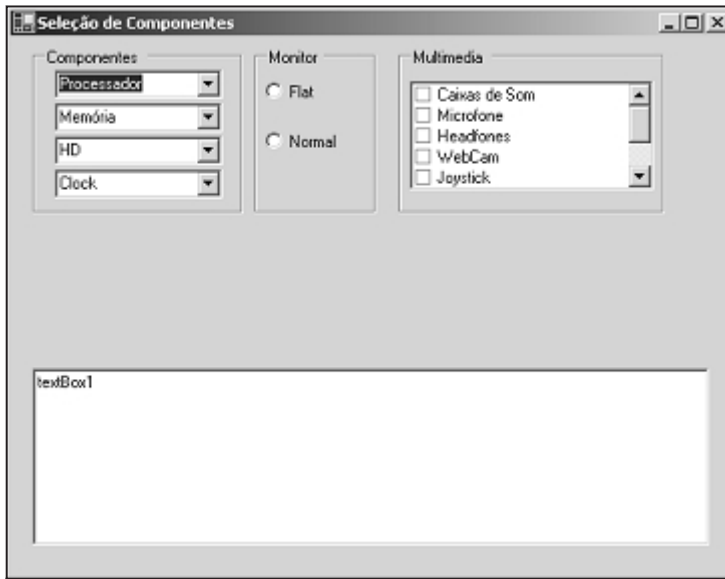 Seleção de Componentes
Componentes
Processador
Memória
HD
Clock
Monitor
Flat
Normal
Multimedia
Caixas de Som
Microfone
Headfones
WebCam
Joystick
textBox1